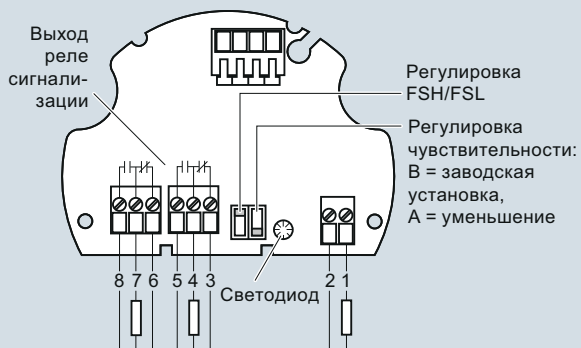 Выход
реле
сигнали-
зации
Регулировка
FSH/FSL
Регулировка
чувствительности:
B = заводская
установка,
A = уменьшение
8 7 6 5 4 3 2 1
Светодиод